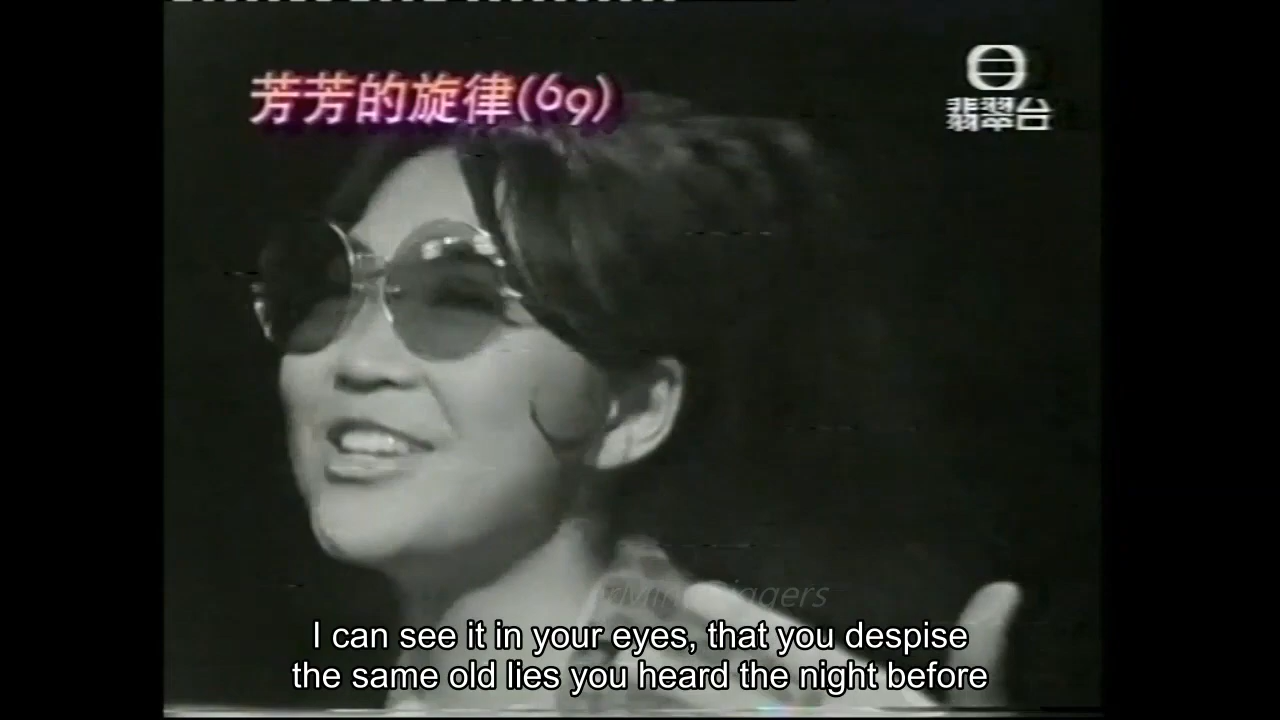 芳芳的旋律(69)
翡翠台
I can see it in your eyes, that you despise
the same old lies you heard the night before